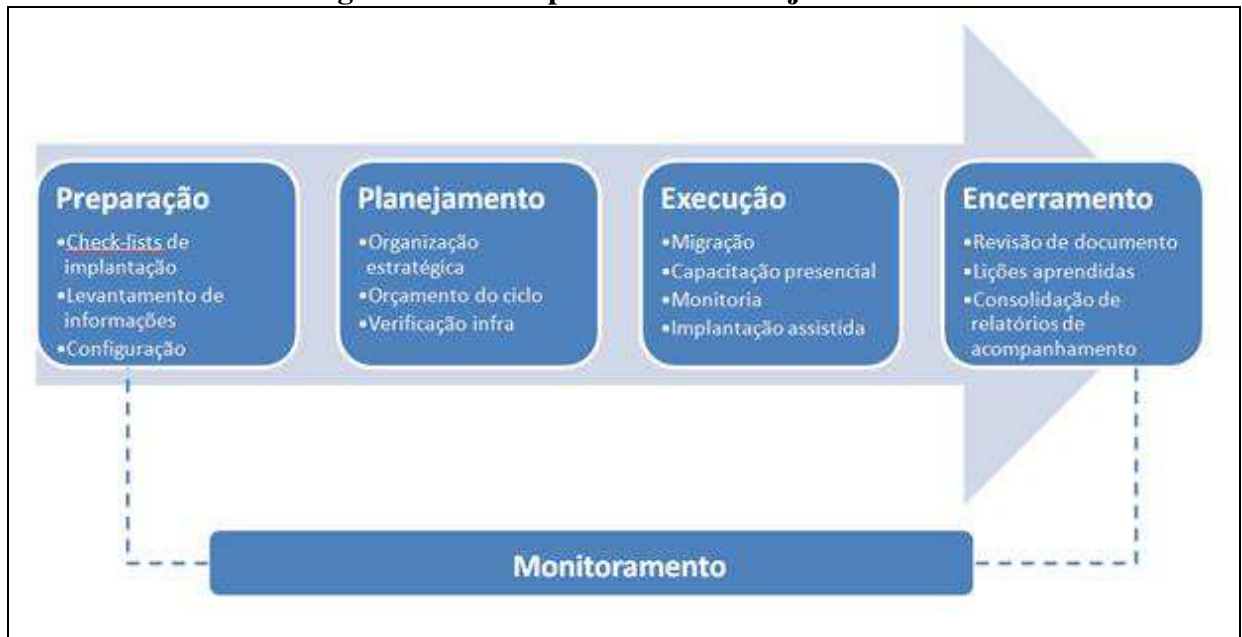 Preparação
•Check-lists de
implantação
•Levantamento de
informações
•Configuração
Planejamento
•Organização
estratégica
•Orçamento do ciclo
•Verificação infra
Execução
•Migração
•Capacitação presencial
•Monitoria
•Implantação assistida
Encerramento
•Revisão de documento
•Lições aprendidas
•Consolidação de
relatórios de
acompanhamento
Monitoramento